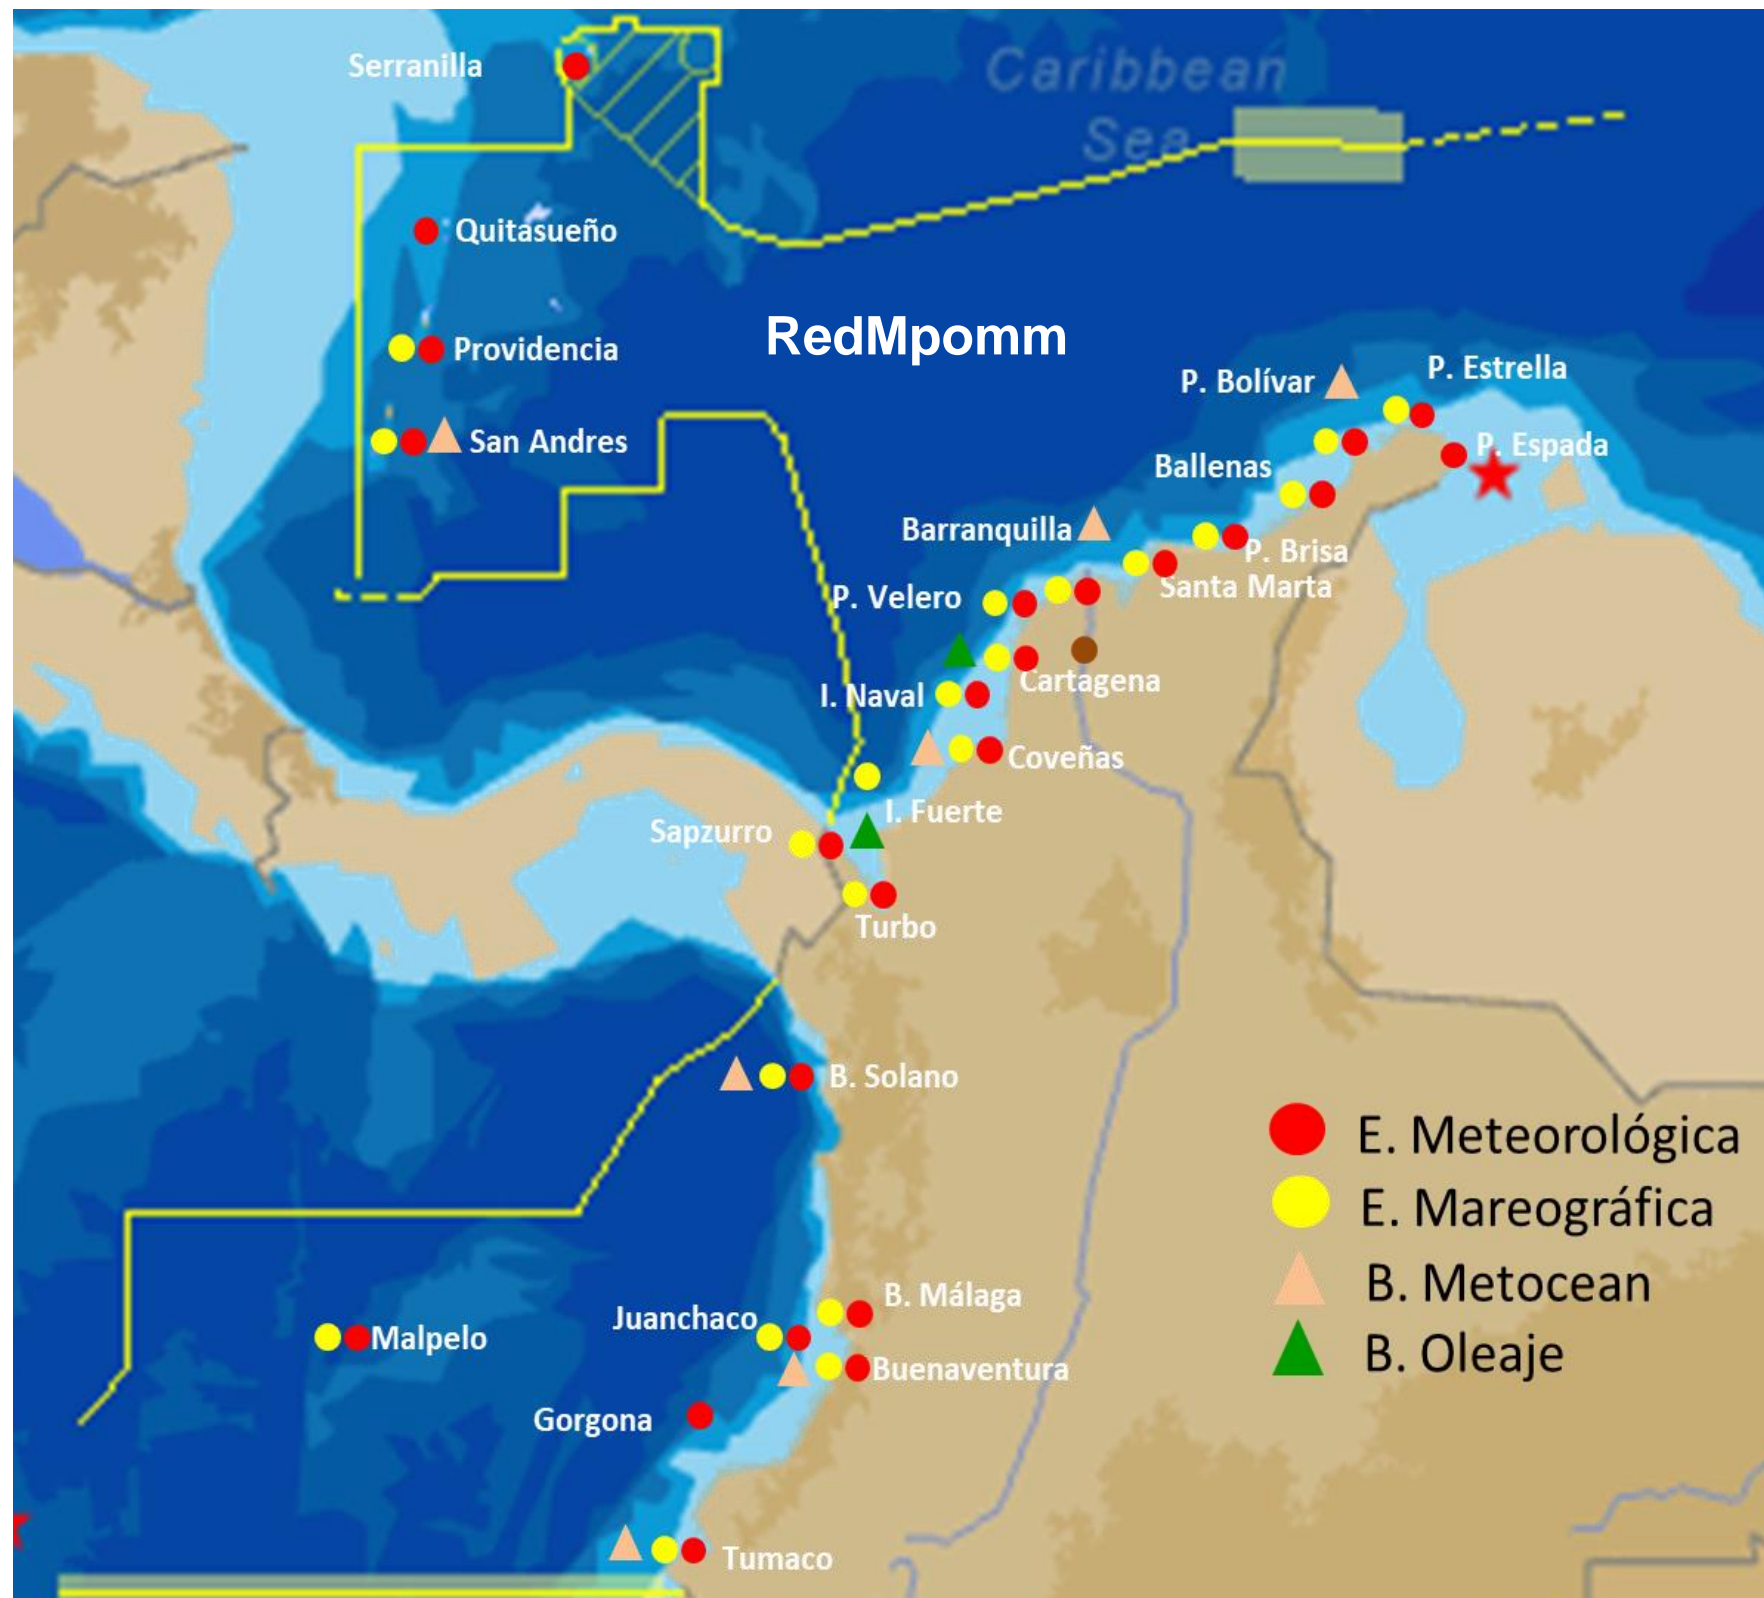 Serranilla
Caribbean
Sea
Quitasueño
RedMpomm
Providencia
P. Estrella
P. Bolívar
San Andres
P. Espada
Ballenas
Barranquilla
P. Brisa
Santa Marta
P. Velero
Cartagena
I. Naval
Coveñas
I. Fuerte
Sapzurro
Turbo
B. Solano
E. Meteorológica
E. Mareográfica
B. Metocean
B. Oleaje
B. Málaga
Juanchaco
Malpelo
Buenaventura
Gorgona
Tumaco